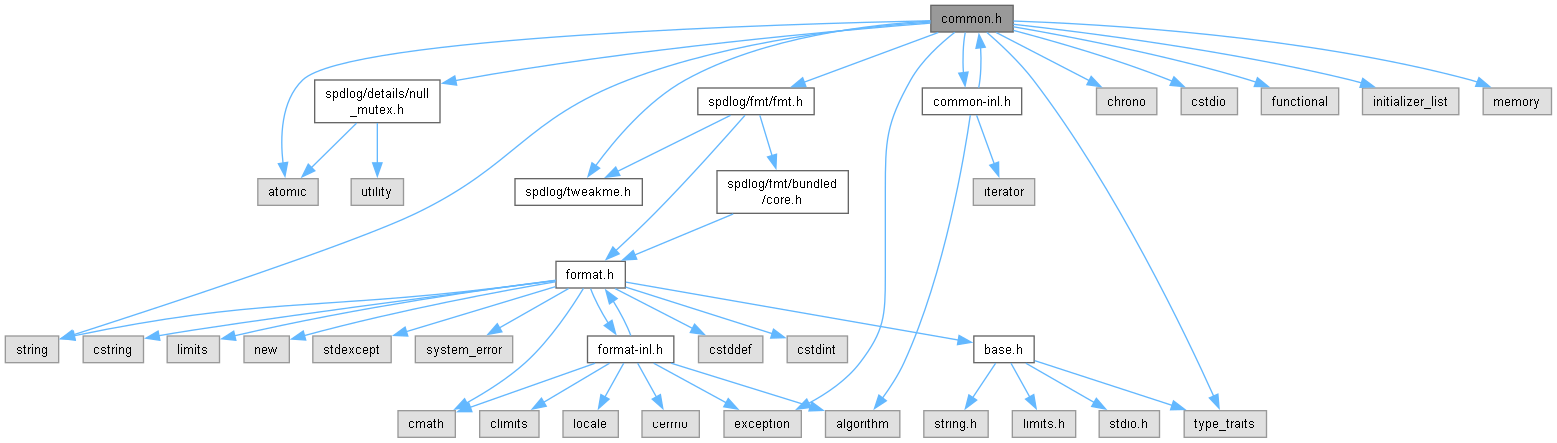 common.h
spdlog/details/null
_mutex.h
spdlog/fmt/fmt.h
common-inl.h
chrono
cstdio
functional
initializer_list
memory
atomic
utility
spdlog/tweakme.h
spdlog/fmt/bundled
/core.h
iterator
format.h
string
cstring
limits
new
stdexcept
system_error
format-inl.h
cstddef
cstdint
base.h
cmath
climits
locale
exception
algorithm
string.h
limits.h
stdio.h
type_traits